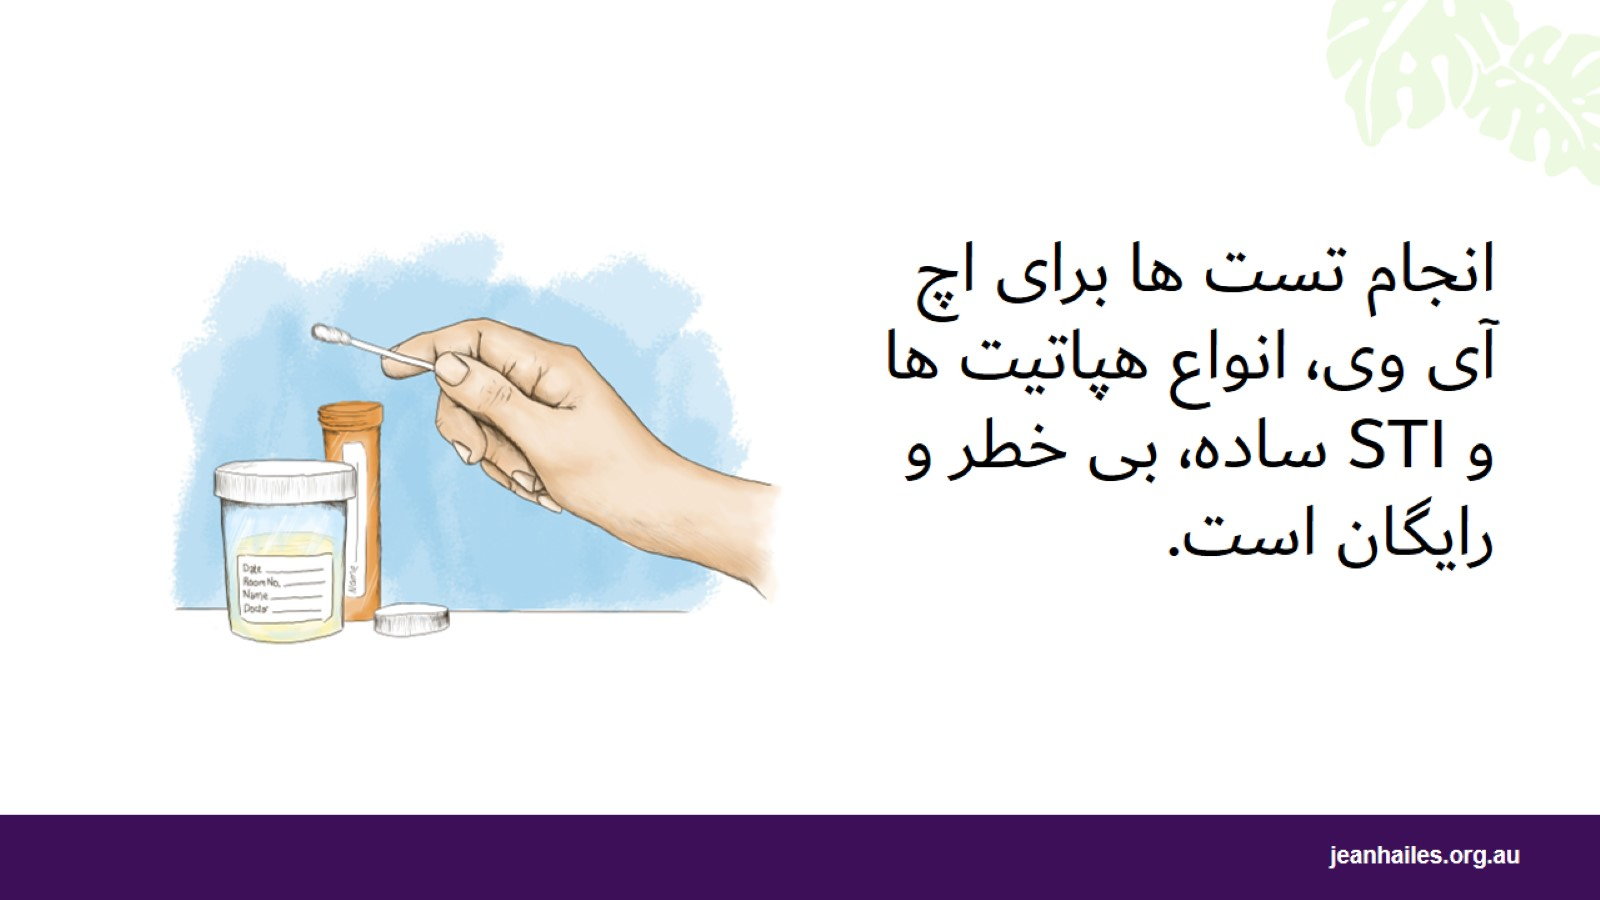 انجام تست ها برای اچ
آی وی، انواع هپاتیت ها
و STI ساده، بی خطر و
رایگان است.
Date
Room No.
Name
Doctor
Name
jeanhailes.org.au